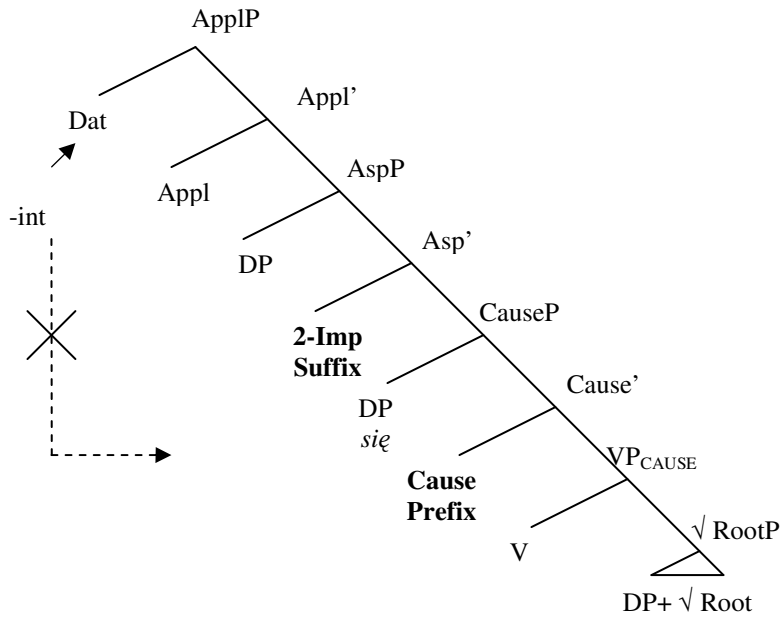 ApplP
Appl’
Dat
AspP
Appl
-int
Asp’
DP
CauseP
2-Imp
Suffix
Cause’
DP
się
VPCAUSE
Cause
Prefix
√ RootP
V
DP+ √ Root